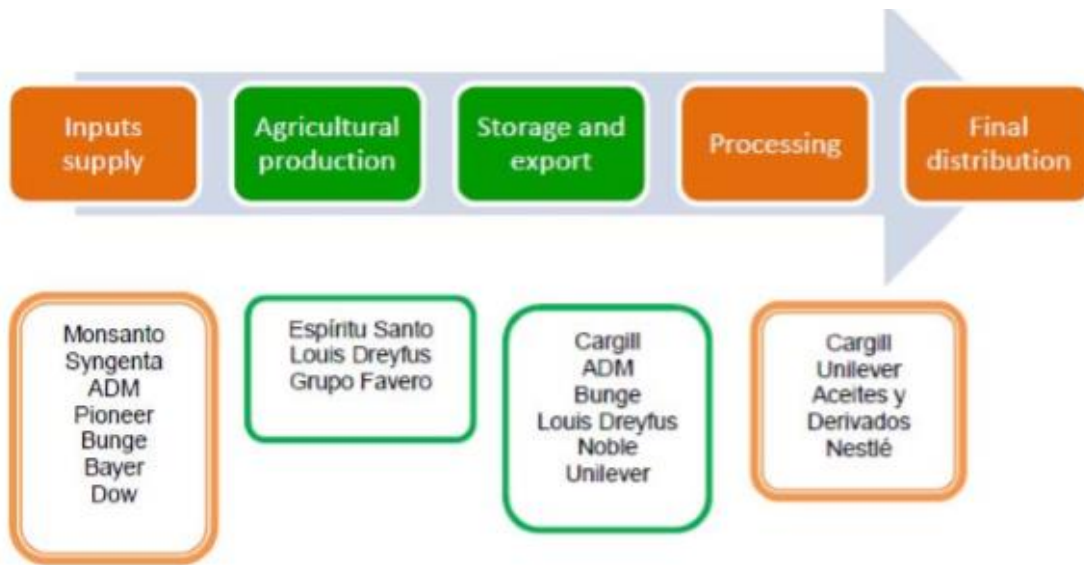 Inputs
supply
Agricultural
production
Storage and
export
Processing
Final
distribution
Monsanto
Syngenta
ADM
Pioneer
Bunge
Bayer
Dow
Espíritu Santo
Louis Dreyfus
Grupo Favero
Cargill
ADM
Bunge
Louis Dreyfus
Noble
Unilever
Cargill
Unilever
Aceites y
Derivados
Nestlé